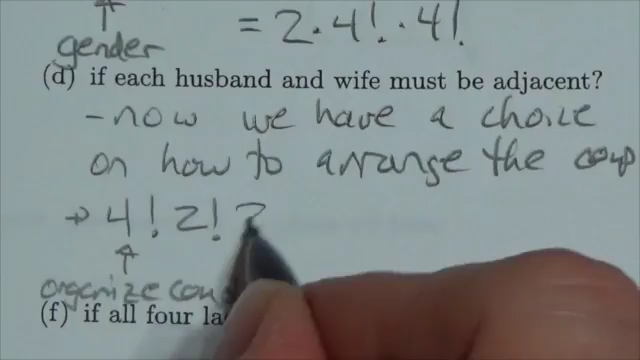 = 2 · 4! · 4!
gender
(d) if each husband and wife must be adjacent?
- now we have a choice
on how to arrange the coup
→ 4! 2! 2
organize cou
(f) if all four la